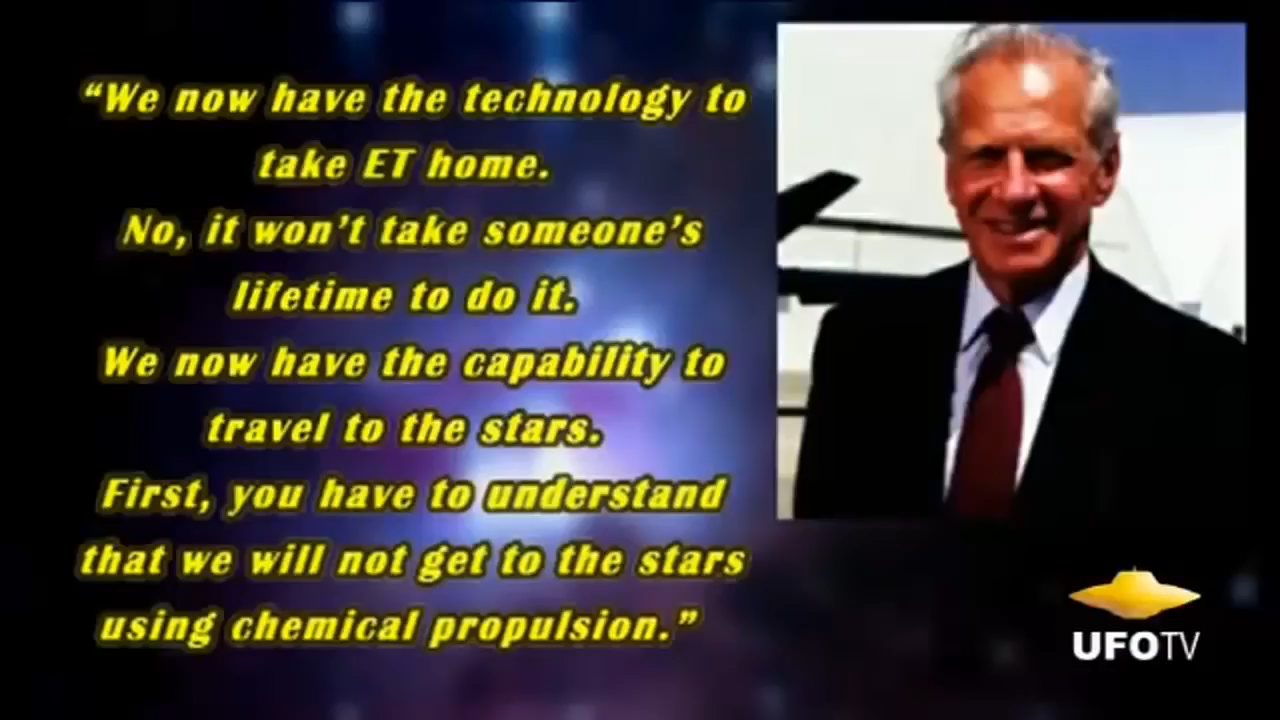 “We now have the technology to
take ET home.
No, it won’t take someone’s
lifetime to do it.
We now have the capability to
travel to the stars.
First, you have to understand
that we will not get to the stars
using chemical propulsion.”
UFOTV